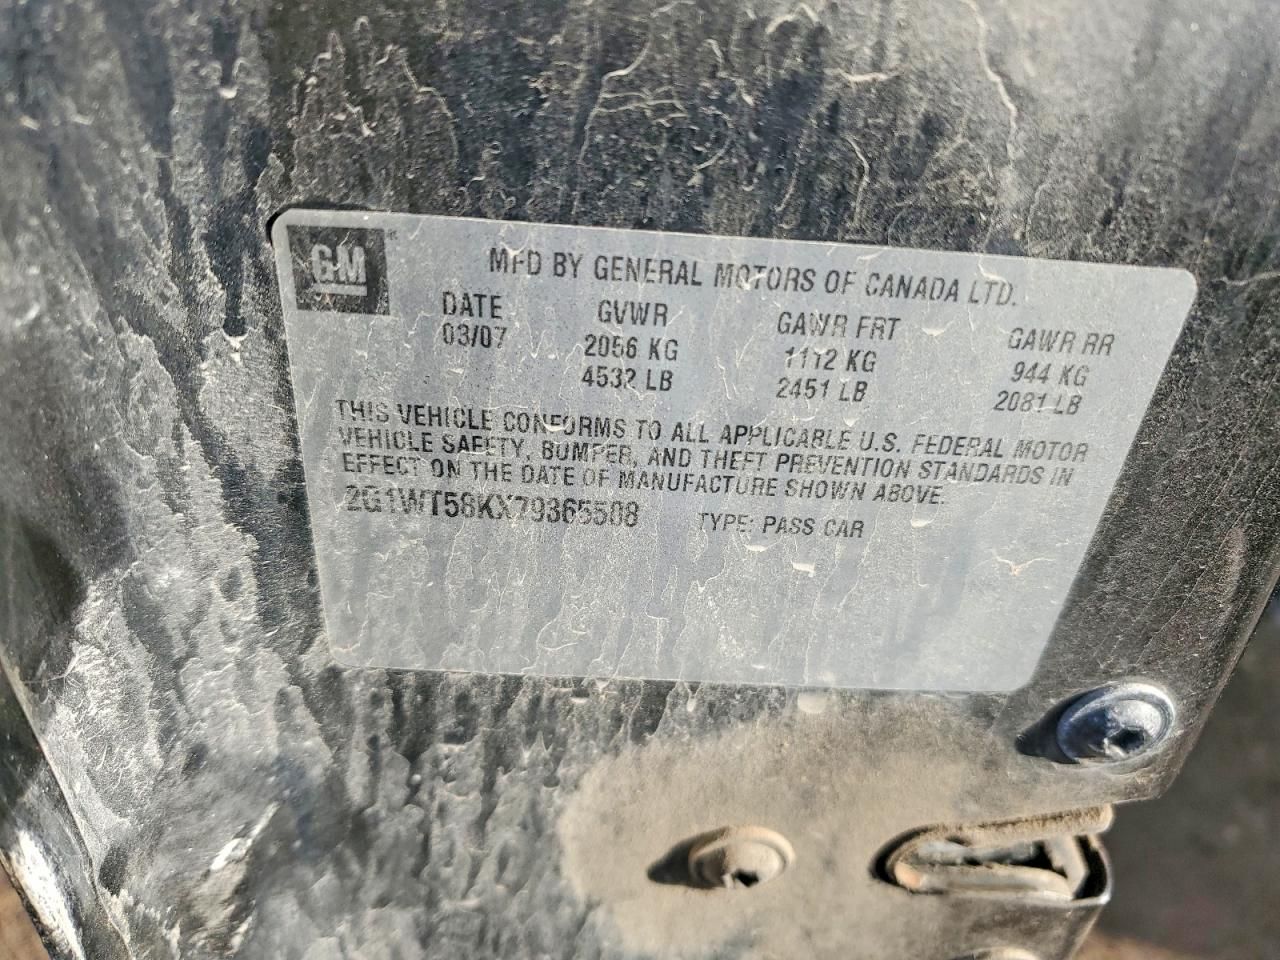 GM
MFD BY GENERAL MOTORS OF CANADA LTD.
DATE GVWR GAWR FRT GAWR RR
03/07 2056 KG 1112 KG 944 KG
4532 LB 2451 LB 2081 LB
THIS VEHICLE CONFORMS TO ALL APPLICABLE U.S. FEDERAL MOTOR
VEHICLE SAFETY, BUMPER, AND THEFT PREVENTION STANDARDS IN
EFFECT ON THE DATE OF MANUFACTURE SHOWN ABOVE.
2G1WT58KX79365508 TYPE: PASS CAR